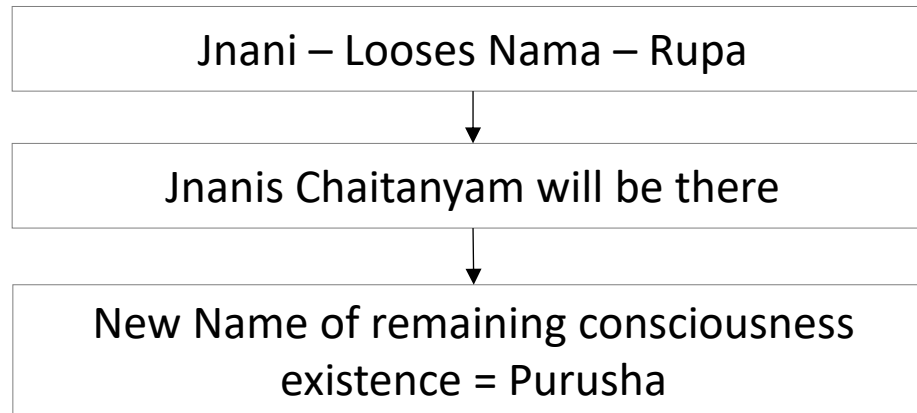 Jnani – Looses Nama – Rupa
Jnanis Chaitanyam will be there
New Name of remaining consciousness
existence = Purusha